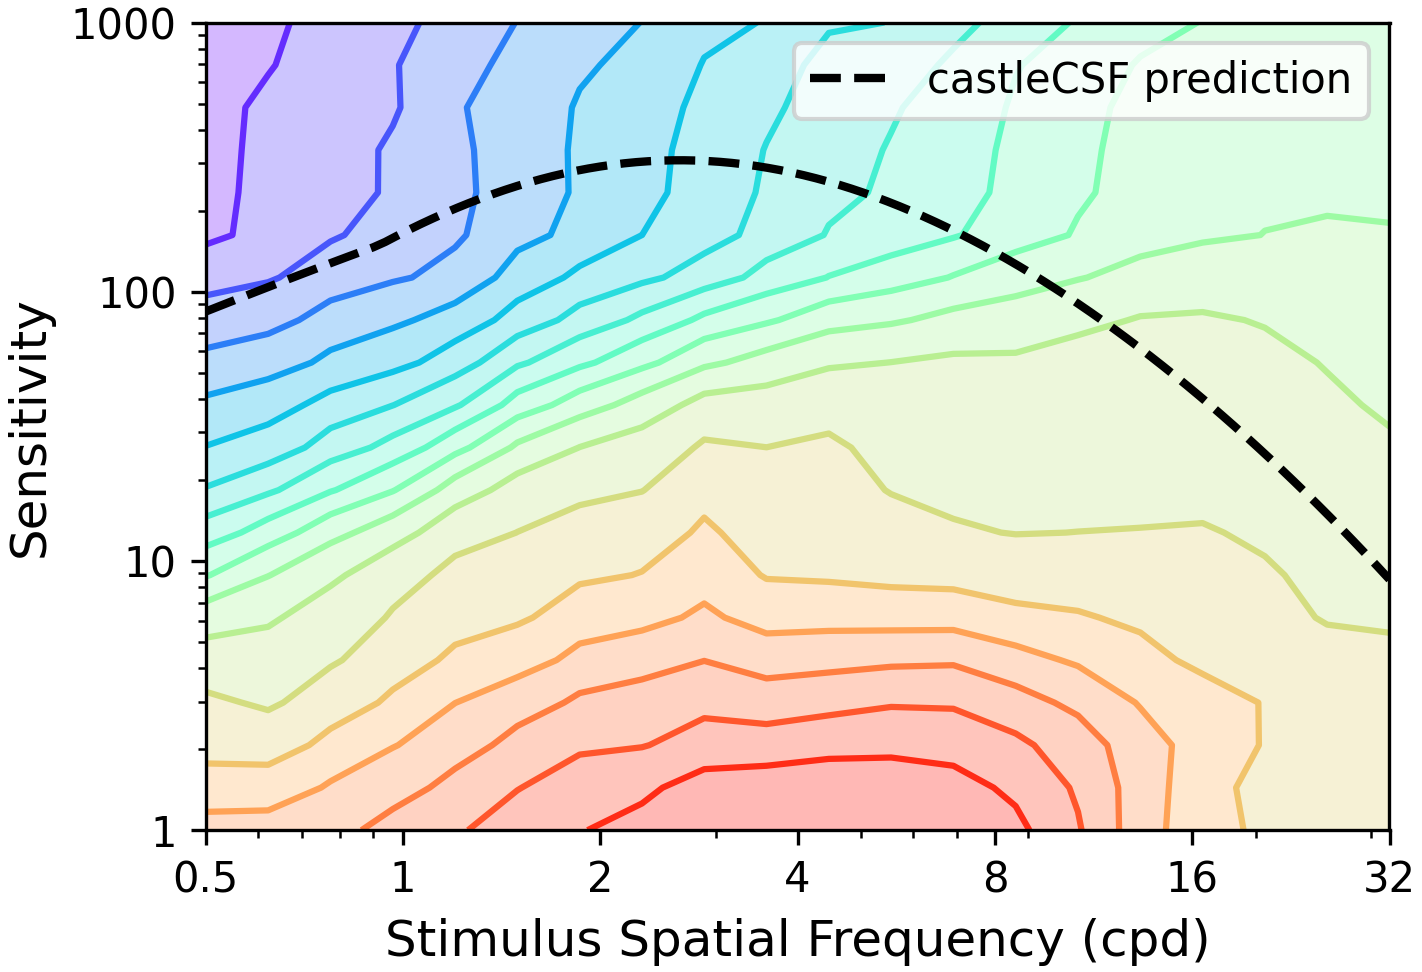 1000
100
10
1
Sensitivity
castleCSF prediction
0.5 1 2 4 8 16 32
Stimulus Spatial Frequency (cpd)